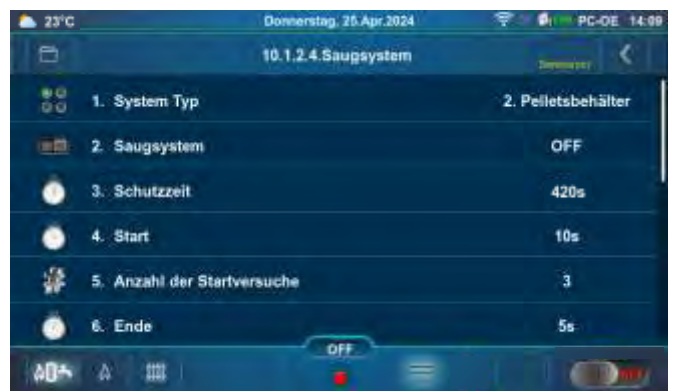 23°C Donnerstag, 25.Apr.2024 PC-OE 14:09
10.1.2.4.Saugsystem
1. System Typ 2. Pelletsbehälter
2. Saugsystem OFF
3. Schutzzeit 420s
4. Start 10s
5. Anzahl der Startversuche 3
6. Ende 5s
OFF
OFF